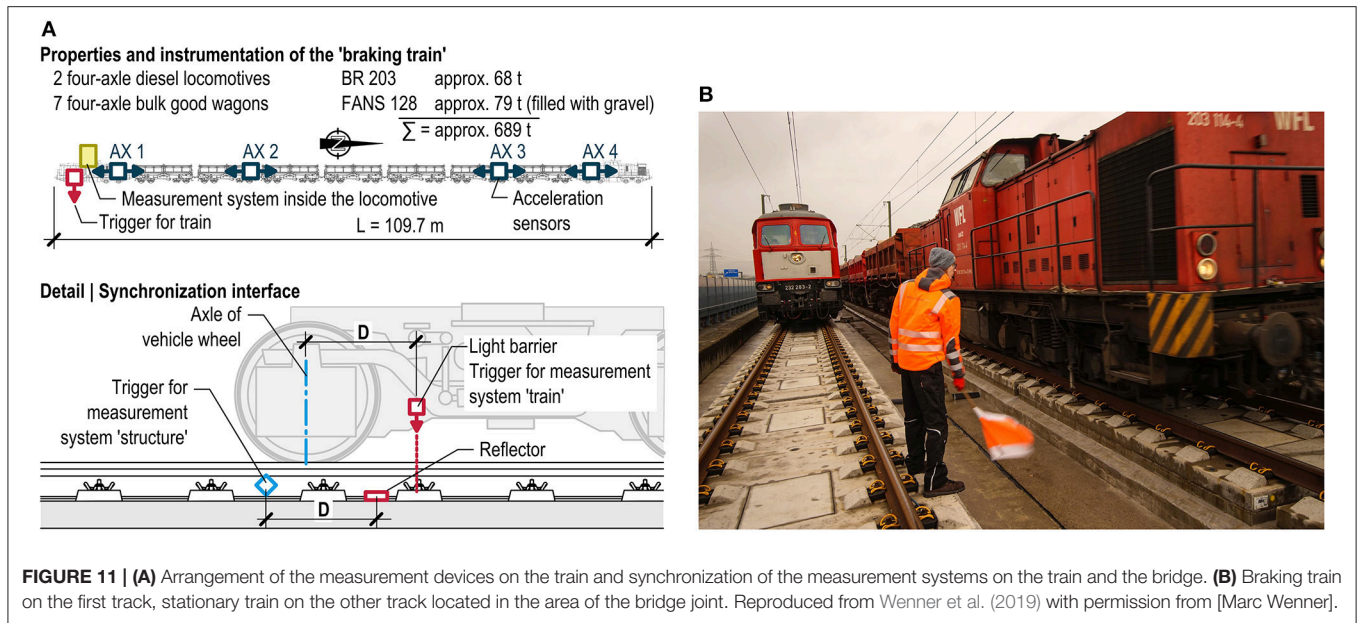 A
Properties and instrumentation of the 'braking train'
2 four-axle diesel locomotives BR 203 approx. 68 t
7 four-axle bulk good wagons FANS 128 approx. 79 t (filled with gravel)
∑ = approx. 689 t
Z
AX 1 AX 2 AX 3 AX 4
Measurement system inside the locomotive
Acceleration
sensors
Trigger for train
L = 109.7 m
Detail | Synchronization interface
Axle of
vehicle wheel
D
Light barrier
Trigger for measurement
system 'train'
Trigger for
measurement
system 'structure'
Reflector
D
B
203 114-4 WFL
WFL
232 283-2
FIGURE 11 | (A) Arrangement of the measurement devices on the train and synchronization of the measurement systems on the train and the bridge. (B) Braking train
on the first track, stationary train on the other track located in the area of the bridge joint. Reproduced from Wenner et al. (2019) with permission from [Marc Wenner].